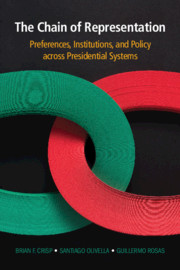 The Chain of Representation
Preferences, Institutions, and Policy
across Presidential Systems
BRIAN F. CRISP • SANTIAGO OLIVELLA • GUILLERMO ROSAS